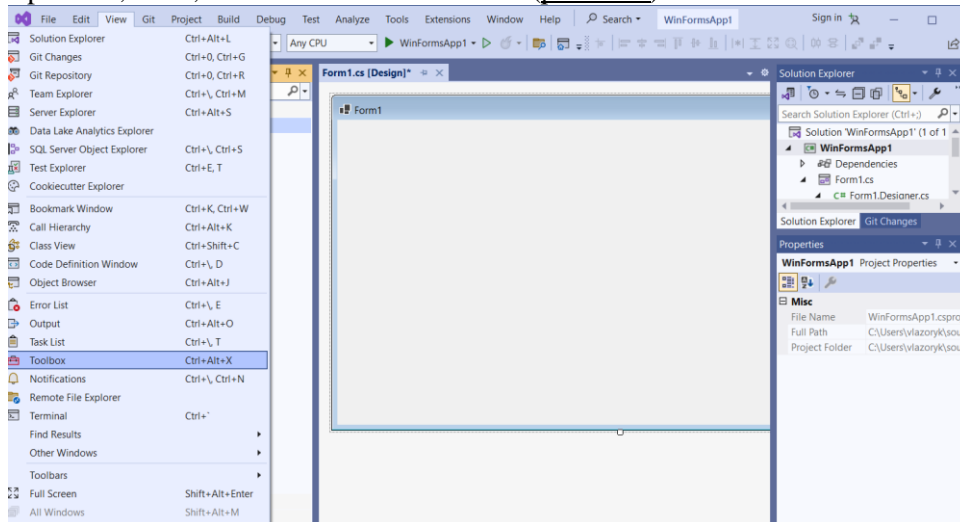 File Edit View Git Project Build Debug Test Analyze Tools Extensions Window Help Search WinFormsApp1 Sign in
Any CPU WinFormsApp1
Solution Explorer Ctrl+Alt+L
Git Changes Ctrl+0, Ctrl+G
Git Repository Ctrl+0, Ctrl+R
Team Explorer Ctrl+\, Ctrl+M
Server Explorer Ctrl+Alt+S
Data Lake Analytics Explorer
SQL Server Object Explorer Ctrl+\, Ctrl+S
Test Explorer Ctrl+E, T
Cookiecutter Explorer
Bookmark Window Ctrl+K, Ctrl+W
Call Hierarchy Ctrl+Alt+K
Class View Ctrl+Shift+C
Code Definition Window Ctrl+\, D
Object Browser Ctrl+Alt+J
Error List Ctrl+\, E
Output Ctrl+Alt+O
Task List Ctrl+\, T
Toolbox Ctrl+Alt+X
Notifications Ctrl+\, Ctrl+N
Remote File Explorer
Terminal Ctrl+`
Find Results
Other Windows
Toolbars
Full Screen Shift+Alt+Enter
All Windows Shift+Alt+M
Form1.cs [Design]*
Form1
Solution Explorer
Search Solution Explorer (Ctrl+;)
Solution 'WinFormsApp1' (1 of 1
WinFormsApp1
Dependencies
Form1.cs
C# Form1.Designer.cs
Solution Explorer Git Changes
Properties
WinFormsApp1 Project Properties
Misc
File Name WinFormsApp1.cspro
Full Path C:\Users\vlazoryk\sou
Project Folder C:\Users\vlazoryk\sou